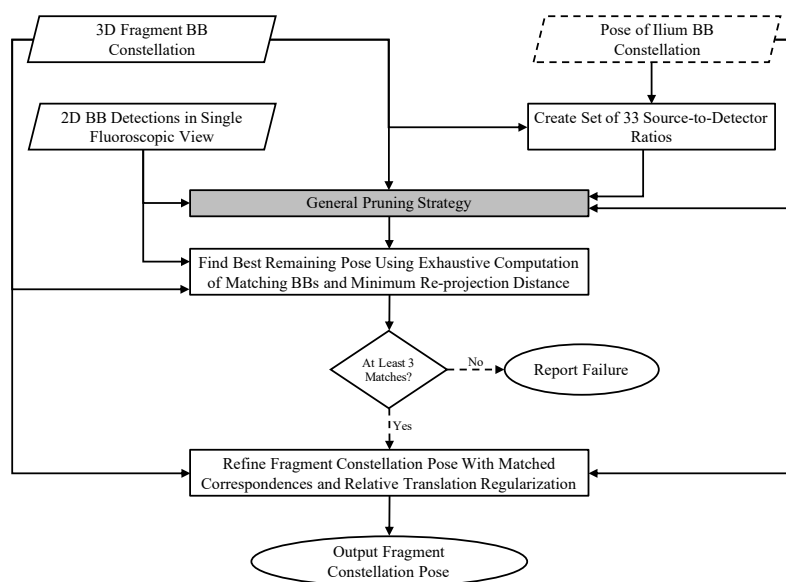 3D Fragment BB
Constellation
Pose of Ilium BB
Constellation
2D BB Detections in Single
Fluoroscopic View
Create Set of 33 Source-to-Detector
Ratios
General Pruning Strategy
Find Best Remaining Pose Using Exhaustive Computation
of Matching BBs and Minimum Re-projection Distance
At Least 3
Matches?
No
Report Failure
Yes
Refine Fragment Constellation Pose With Matched
Correspondences and Relative Translation Regularization
Output Fragment
Constellation Pose